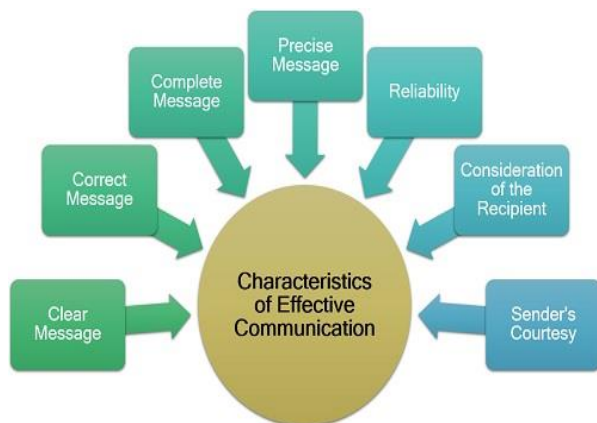 Precise
Message
Complete
Message
Reliability
Correct
Message
Consideration
of the
Recipient
Clear
Message
Characteristics
of Effective
Communication
Sender's
Courtesy